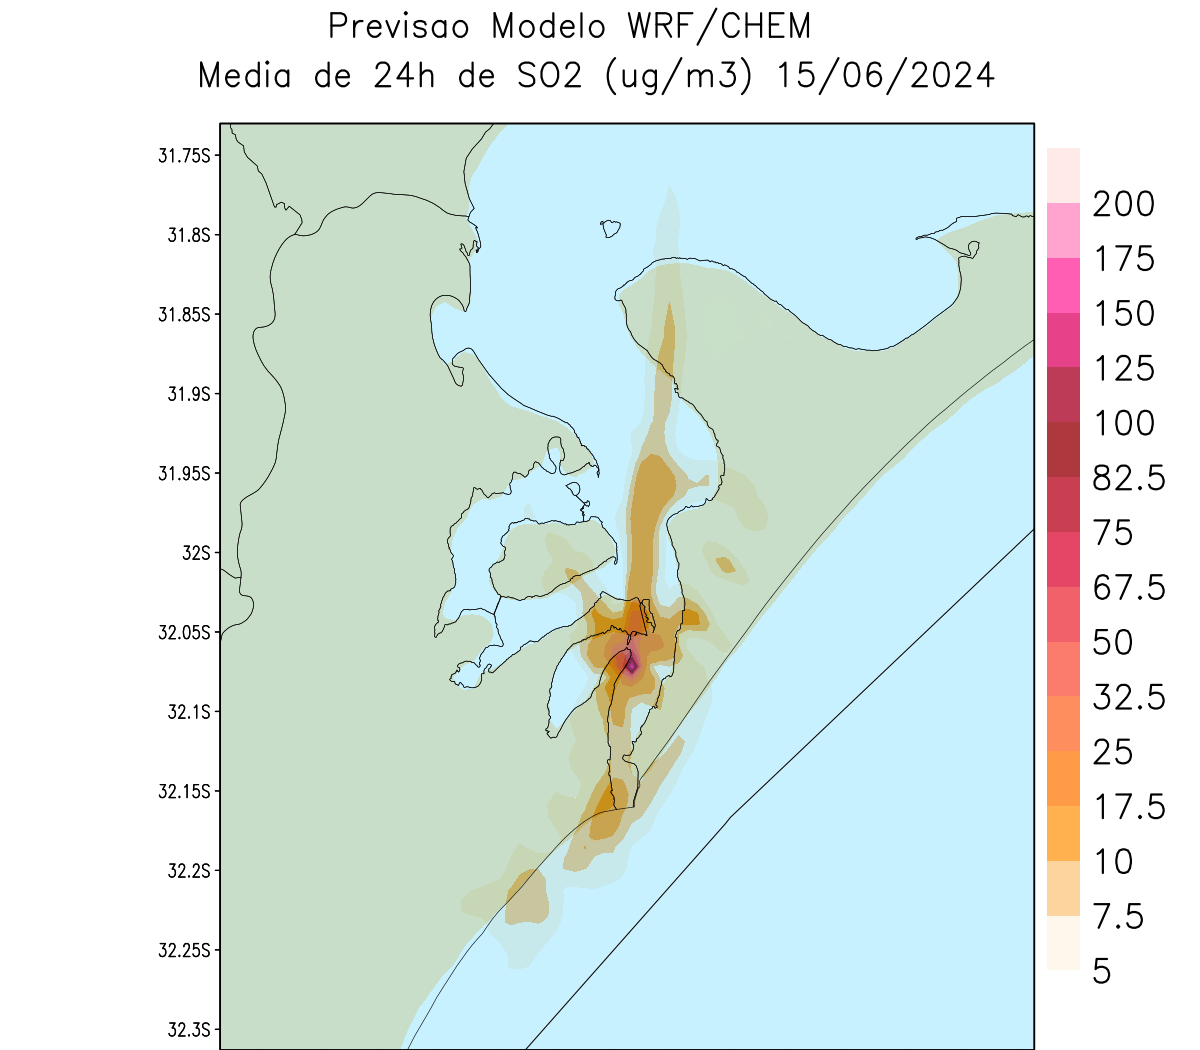 Previsao Modelo WRF/CHEM
Media de 24h de SO2 (ug/m3) 15/06/2024
31.75S
31.8S
31.85S
31.9S
31.95S
32S
32.05S
32.1S
32.15S
32.2S
32.25S
32.3S
200
175
150
125
100
82.5
75
67.5
50
32.5
25
17.5
10
7.5
5